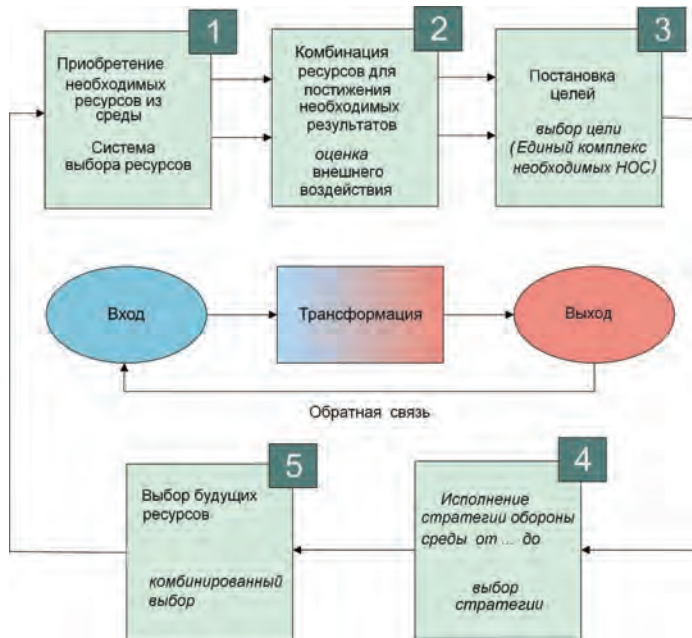 1
Приобретение
необходимых
ресурсов из
среды
Система
выбора ресурсов
2
Комбинация
ресурсов для
постижения
необходимых
результатов
оценка
внешнего
воздействия
3
Постановка
целей
выбор цели
(Единый комплекс
необходимых НОС)
Вход
Трансформация
Выход
Обратная связь
5
Выбор будущих
ресурсов
комбинированный
выбор
4
Исполнение
стратегии обороны
среды от ... до
выбор
стратегии